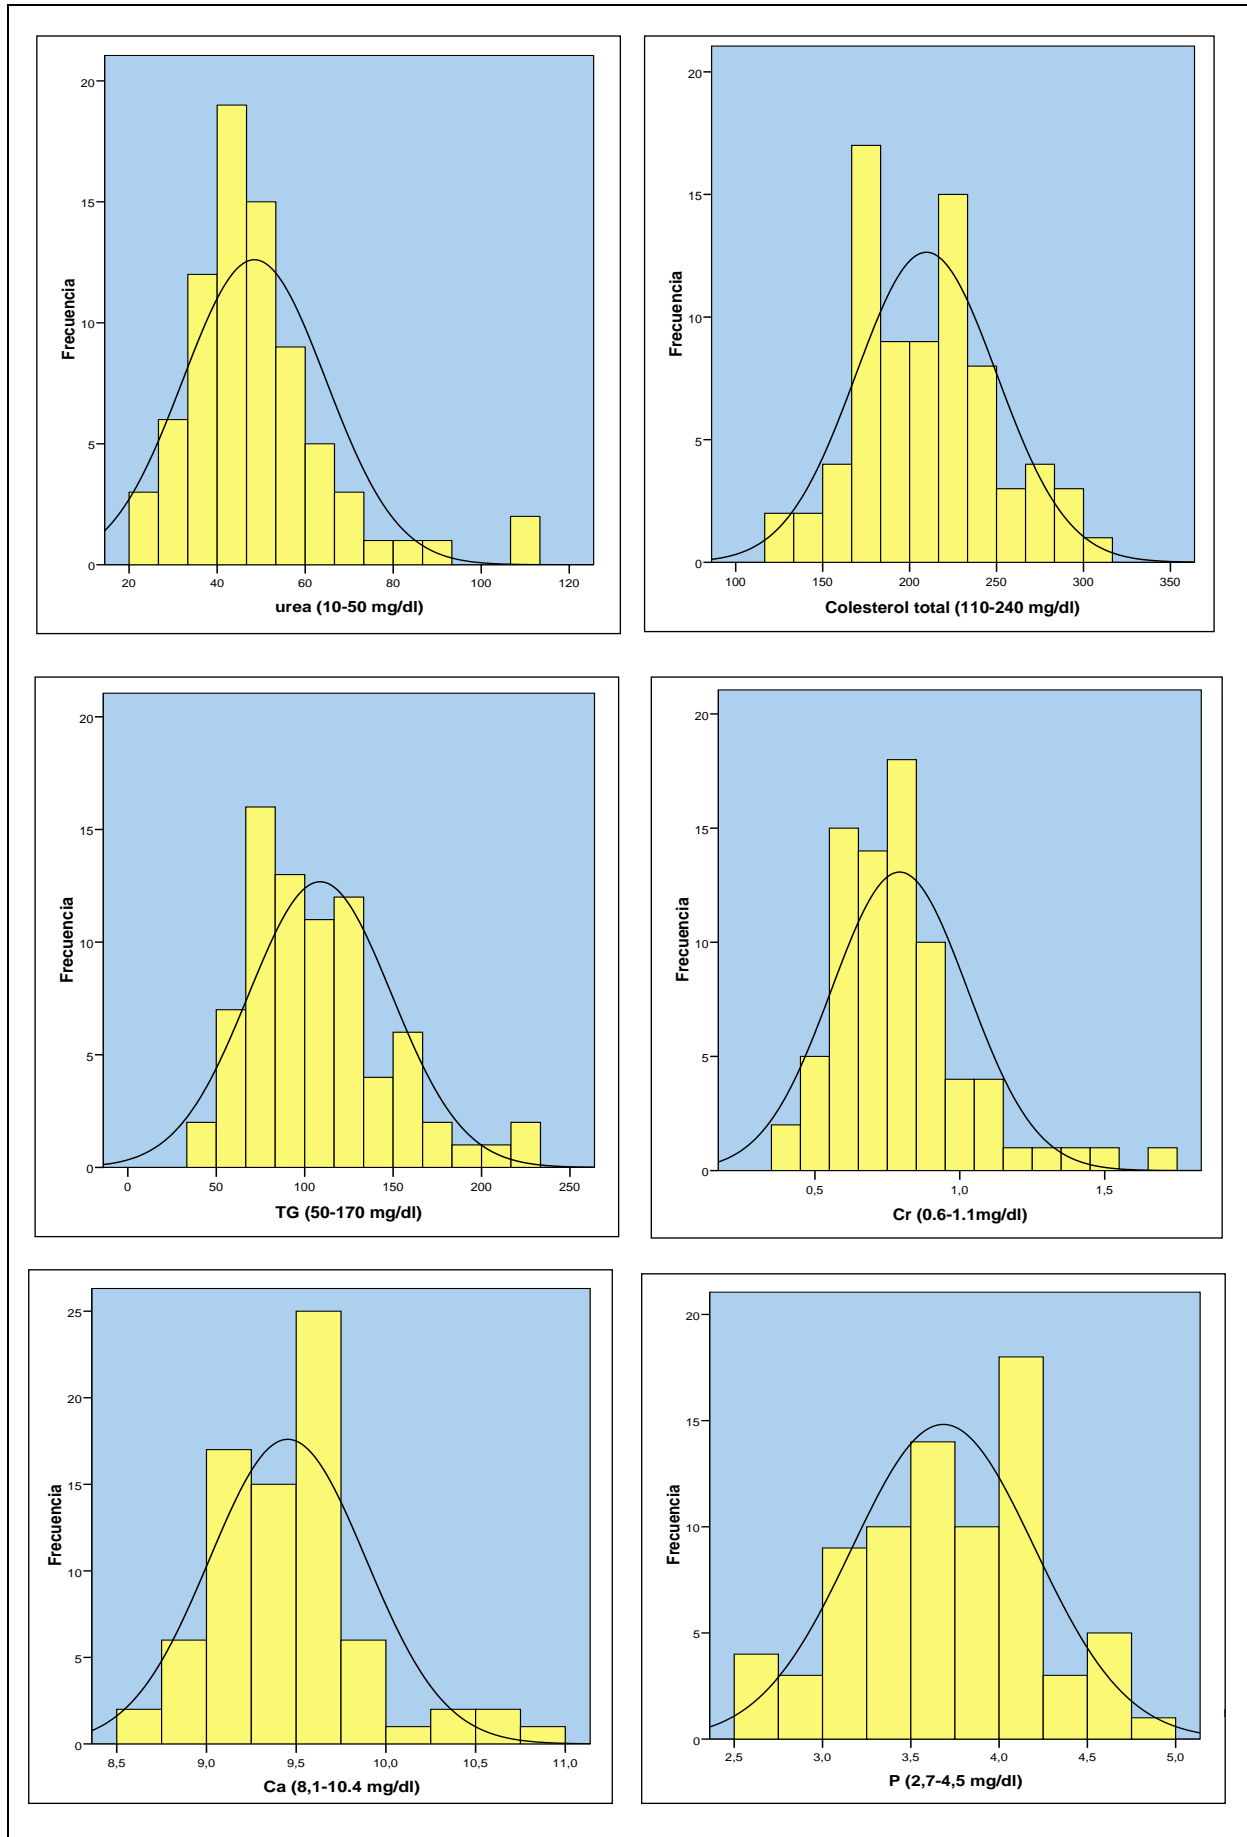 20
15
10
5
0
Frecuencia
20 40 60 80 100 120
urea (10-50 mg/dl)
20
15
10
5
0
Frecuencia
100 150 200 250 300 350
Colesterol total (110-240 mg/dl)
20
15
10
5
0
Frecuencia
0 50 100 150 200 250
TG (50-170 mg/dl)
20
15
10
5
0
Frecuencia
0,5 1,0 1,5
Cr (0.6-1.1mg/dl)
25
20
15
10
5
0
Frecuencia
8,5 9,0 9,5 10,0 10,5 11,0
Ca (8,1-10.4 mg/dl)
20
15
10
5
0
Frecuencia
2,5 3,0 3,5 4,0 4,5 5,0
P (2,7-4,5 mg/dl)